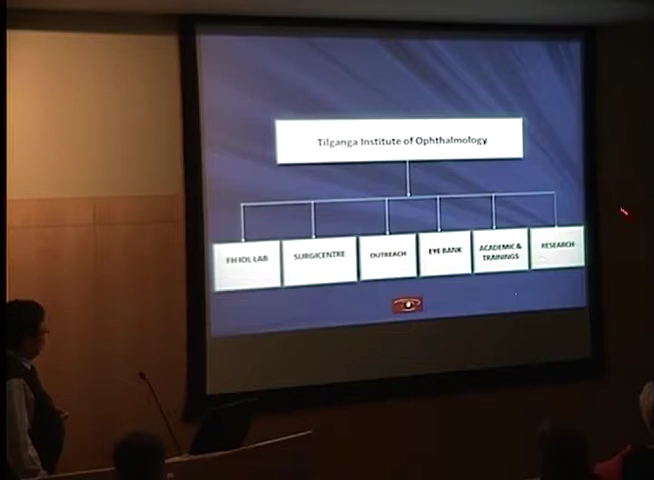 Tilganga Institute of Ophthalmology
FH IOL LAB
SURGICENTRE
OUTREACH
EYE BANK
ACADEMIC &
TRAININGS
RESEARCH